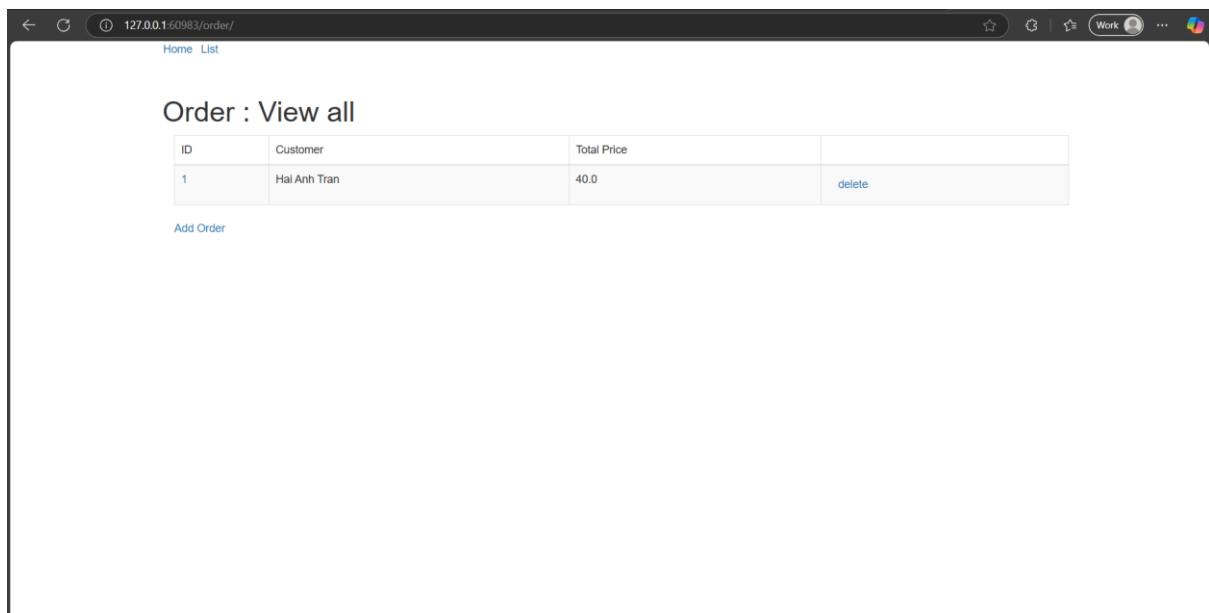 127.0.0.1:60983/order/
Work
Home List
Order : View all
ID Customer Total Price
1 Hai Anh Tran 40.0 delete
Add Order